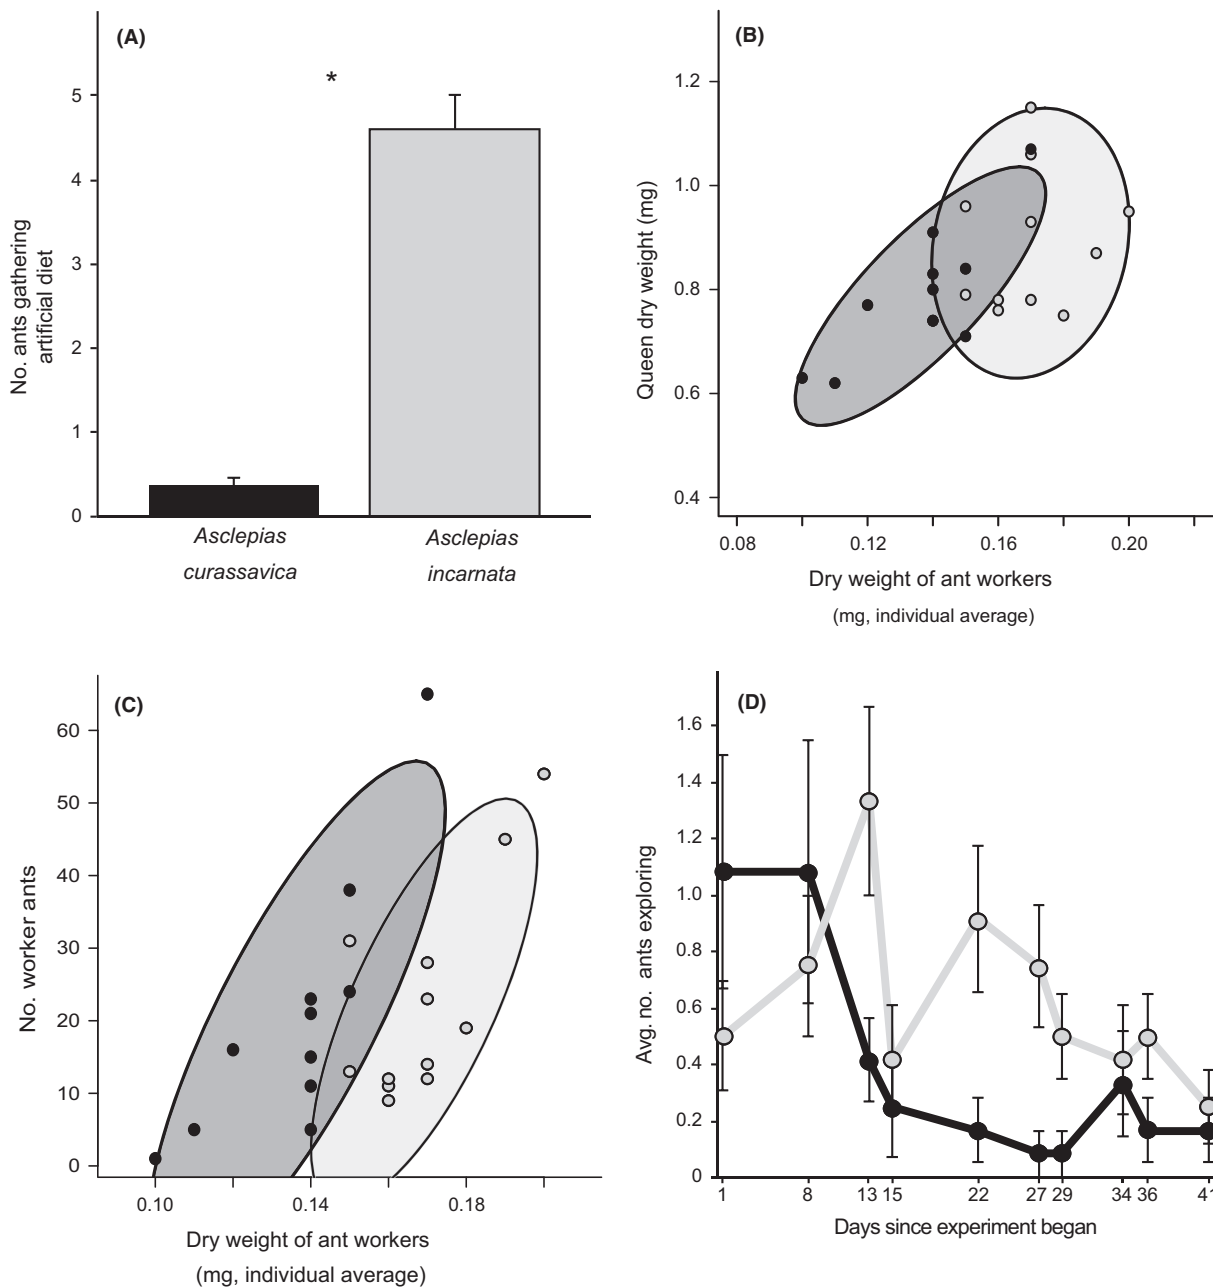 (A)
*
5
4
3
2
1
0
No. ants gathering
artificial diet
Asclepias
curassavica
Asclepias
incarnata
(B)
1.2
1.0
0.8
0.6
0.4
Queen dry weight (mg)
0.08 0.12 0.16 0.20
Dry weight of ant workers
(mg, individual average)
(C)
60
50
40
30
20
10
0
No. worker ants
0.10 0.14 0.18
Dry weight of ant workers
(mg, individual average)
(D)
1.6
1.4
1.2
1.0
0.8
0.6
0.4
0.2
0
Avg. no. ants exploring
1 8 13 15 22 27 29 34 36 41
Days since experiment began